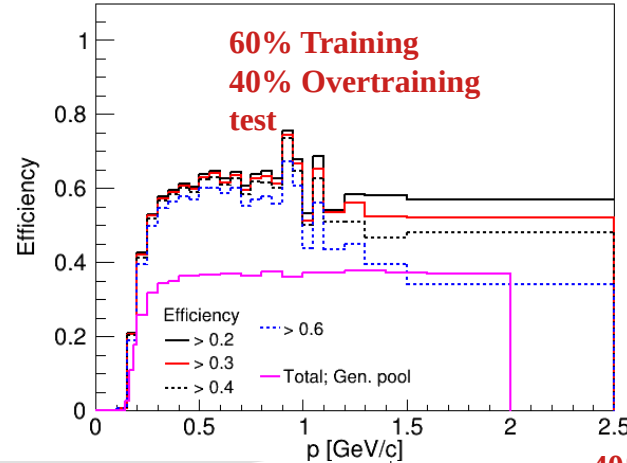 60% Training
40% Overtraining
test
Efficiency
1
0.8
0.6
0.4
0.2
0
Efficiency
> 0.2
> 0.3
> 0.4
> 0.6
Total; Gen. pool
0 0.5 1 1.5 2 2.5
p [GeV/c]